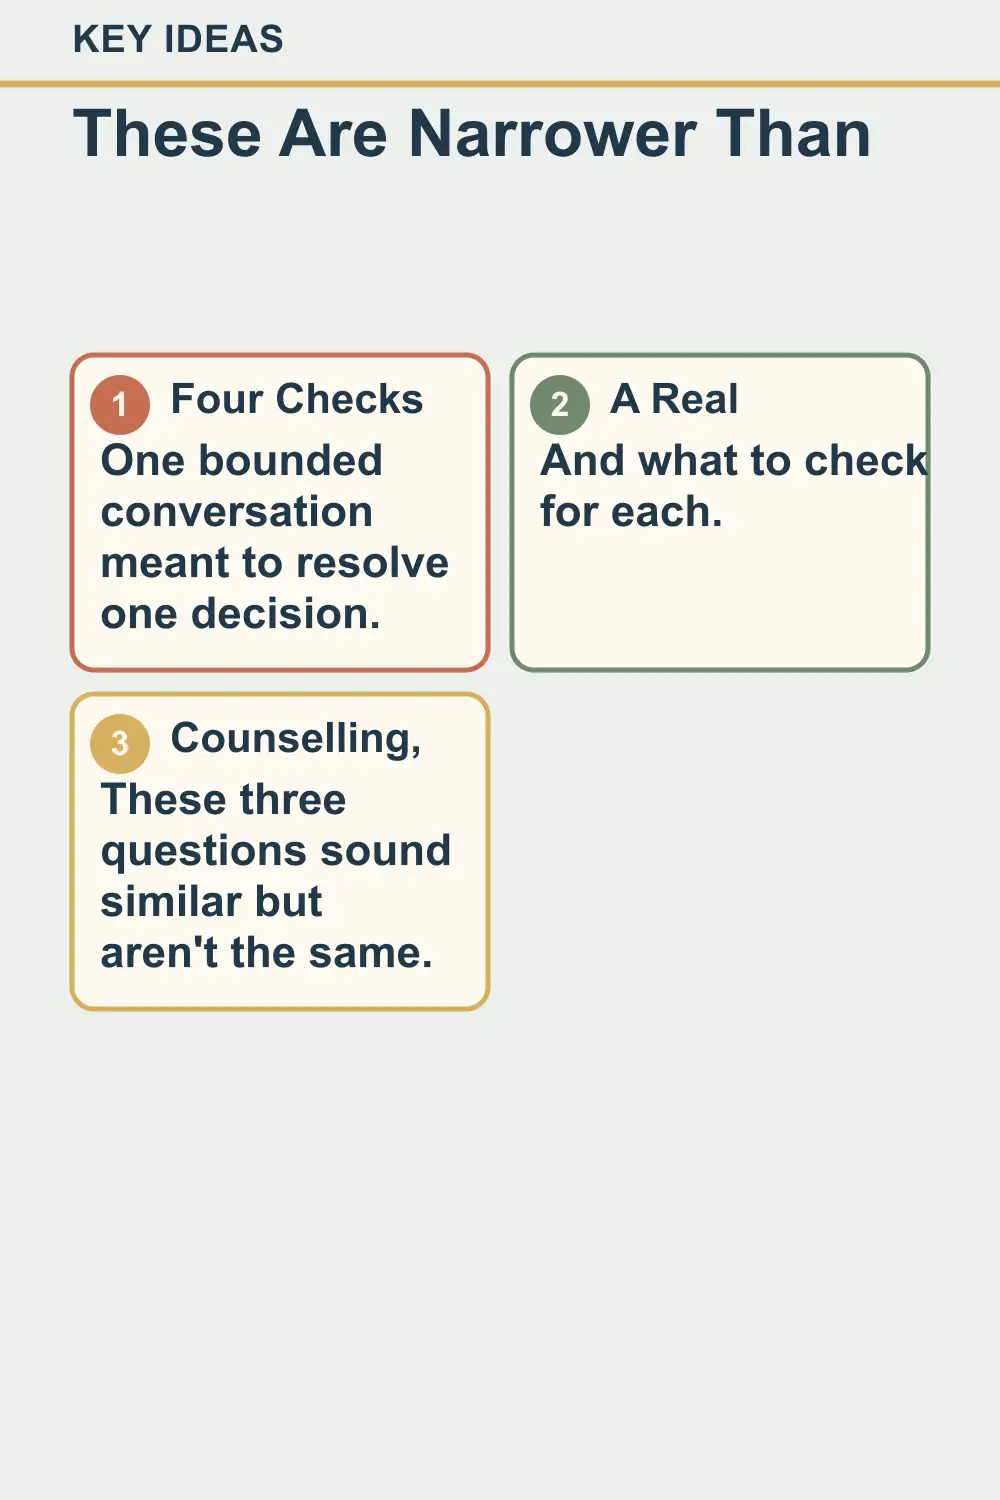 KEY IDEAS
These Are Narrower Than
1
Four Checks
One bounded
conversation
meant to resolve
one decision.
2
A Real
And what to check
for each.
3
Counselling,
These three
questions sound
similar but
aren't the same.